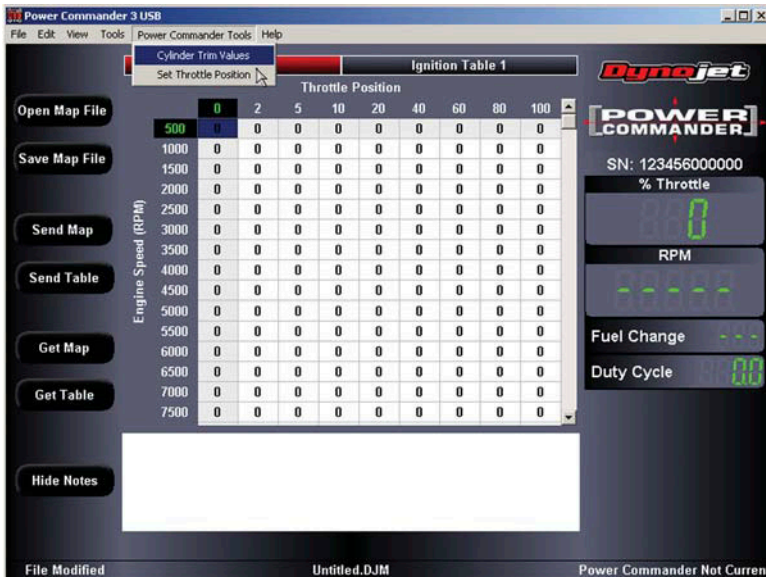 Power Commander 3 USB
File Edit View Tools Power Commander Tools Help
Cylinder Trim Values
Set Throttle Position
Ignition Table 1
Throttle Position
0 2 5 10 20 40 60 80 100
Engine Speed (RPM)
500 0 0 0 0 0 0 0 0 0
1000 0 0 0 0 0 0 0 0 0
1500 0 0 0 0 0 0 0 0 0
2000 0 0 0 0 0 0 0 0 0
2500 0 0 0 0 0 0 0 0 0
3000 0 0 0 0 0 0 0 0 0
3500 0 0 0 0 0 0 0 0 0
4000 0 0 0 0 0 0 0 0 0
4500 0 0 0 0 0 0 0 0 0
5000 0 0 0 0 0 0 0 0 0
5500 0 0 0 0 0 0 0 0 0
6000 0 0 0 0 0 0 0 0 0
6500 0 0 0 0 0 0 0 0 0
7000 0 0 0 0 0 0 0 0 0
7500 0 0 0 0 0 0 0 0 0
Open Map File
Save Map File
Send Map
Send Table
Get Map
Get Table
Hide Notes
Dynojet
POWER
COMMANDER
SN: 123456000000
% Throttle
0
RPM
- - - - -
Fuel Change - - -
Duty Cycle 0.0
File Modified Untitled.DJM Power Commander Not Curren